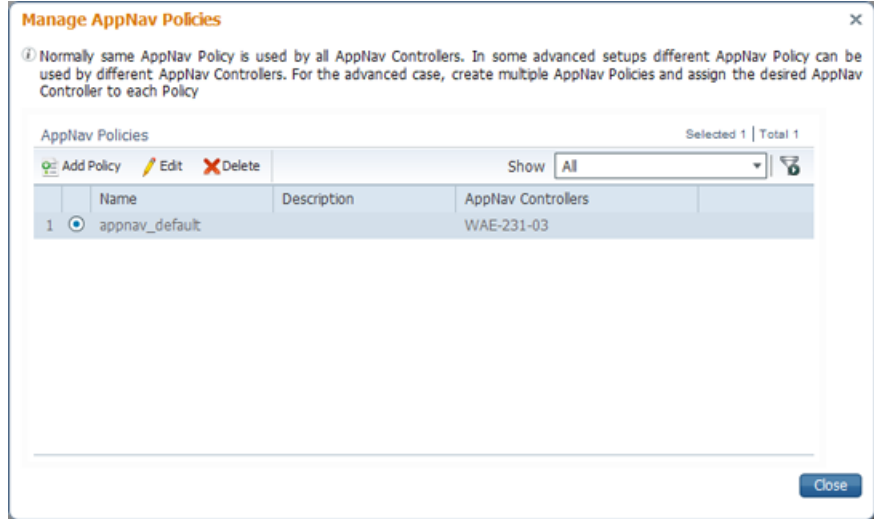 Manage AppNav Policies
Normally same AppNav Policy is used by all AppNav Controllers. In some advanced setups different AppNav Policy can be
used by different AppNav Controllers. For the advanced case, create multiple AppNav Policies and assign the desired AppNav
Controller to each Policy
AppNav Policies Selected 1 | Total 1
Add Policy Edit Delete Show All
Name Description AppNav Controllers
1 appnav_default WAE-231-03
Close